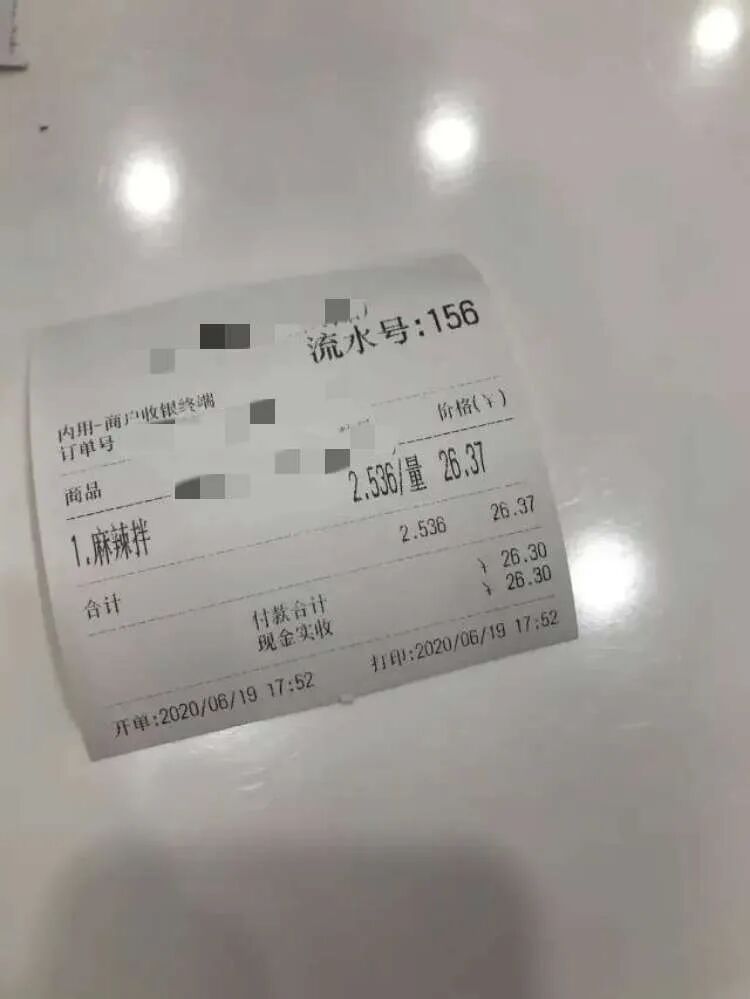 流水号:156
内用-商户收银终端
订单号
商品 价格(¥)
1.麻辣拌 2.536/量 26.37
合计 2.536 26.37
付款合计 ¥ 26.30
现金实收 ¥ 26.30
开单:2020/06/19 17:52 打印:2020/06/19 17:52